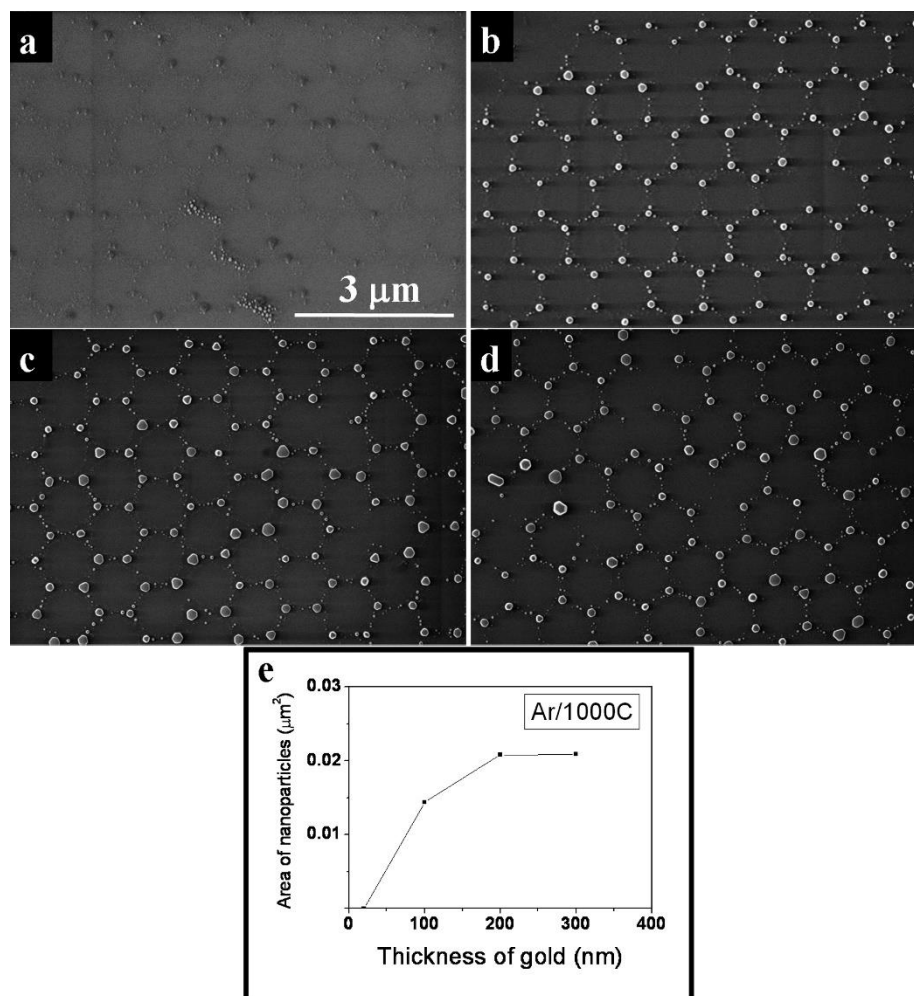 a
b
3 μm
c
d
e
Ar/1000C
Area of nanoparticles (μm²)
0.03
0.02
0.01
0
100
200
300
400
Thickness of gold (nm)